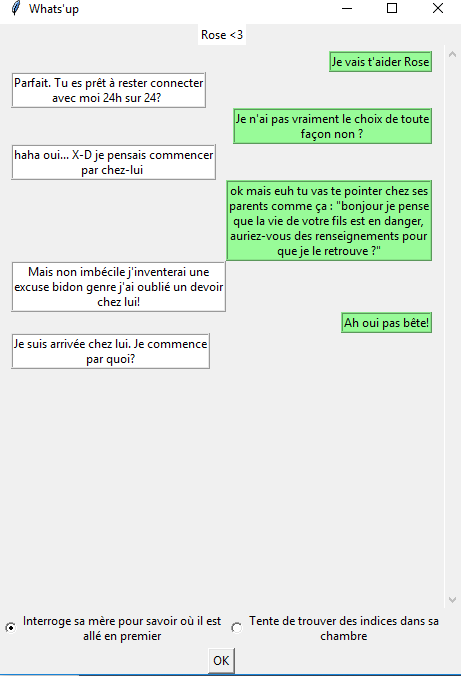 Whats'up
Rose <3
Je vais t'aider Rose
Parfait. Tu es prêt à rester connecter
avec moi 24h sur 24?
Je n'ai pas vraiment le choix de toute
façon non ?
haha oui... X-D je pensais commencer
par chez-lui
ok mais euh tu vas te pointer chez ses
parents comme ça : "bonjour je pense
que la vie de votre fils est en danger,
auriez-vous des renseignements pour
que je le retrouve ?"
Mais non imbécile j'inventerai une
excuse bidon genre j'ai oublié un devoir
chez lui!
Ah oui pas bête!
Je suis arrivée chez lui. Je commence
par quoi?
Interroge sa mère pour savoir où il est
allé en premier
Tente de trouver des indices dans sa
chambre
OK